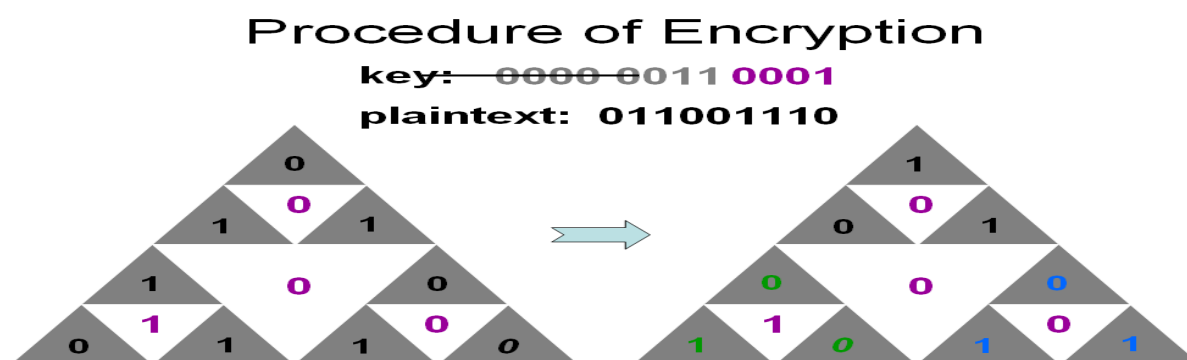 Procedure of Encryption
key: 0000 0011 0001
plaintext: 011001110
0 1
0 0
1 1 0 1
1 0 0 0
0 0
1 0 1 0
0 1 1 0 1 0 1 1